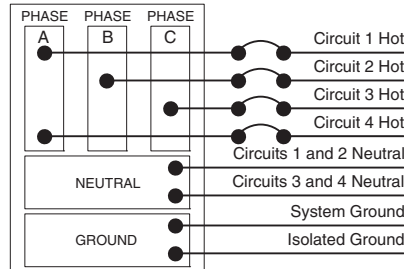 PHASE PHASE PHASE
A B C
Circuit 1 Hot
Circuit 2 Hot
Circuit 3 Hot
Circuit 4 Hot
Circuits 1 and 2 Neutral
NEUTRAL
Circuits 3 and 4 Neutral
System Ground
GROUND
Isolated Ground